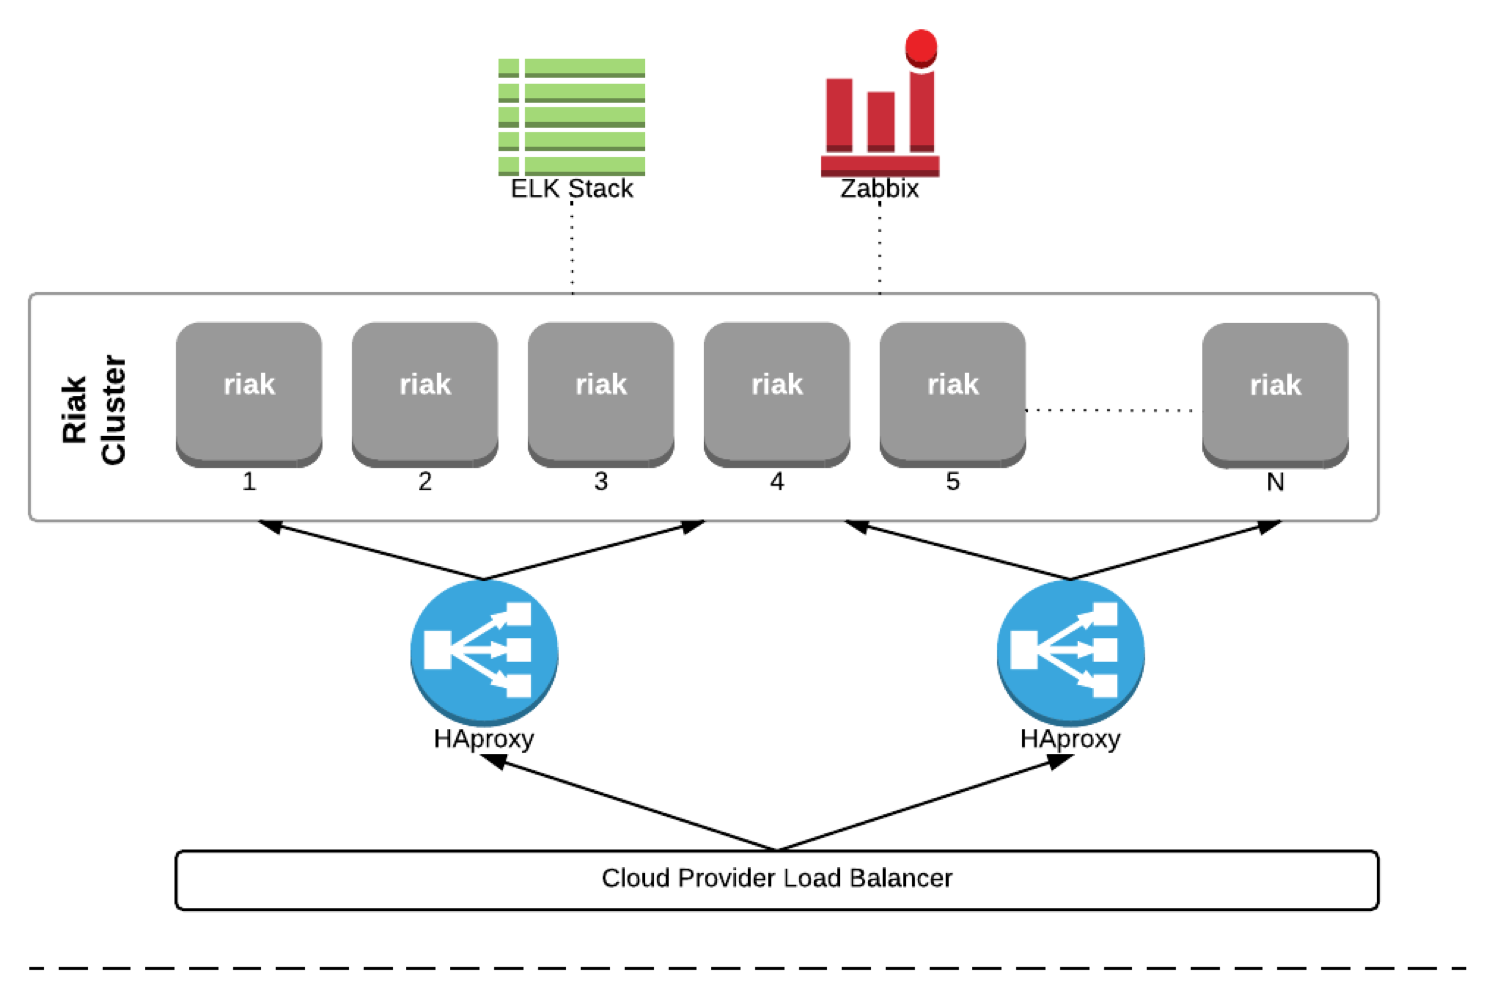 ELK Stack
Zabbix
Riak
Cluster
riak
riak
riak
riak
riak
riak
1
2
3
4
5
N
HAproxy
HAproxy
Cloud Provider Load Balancer